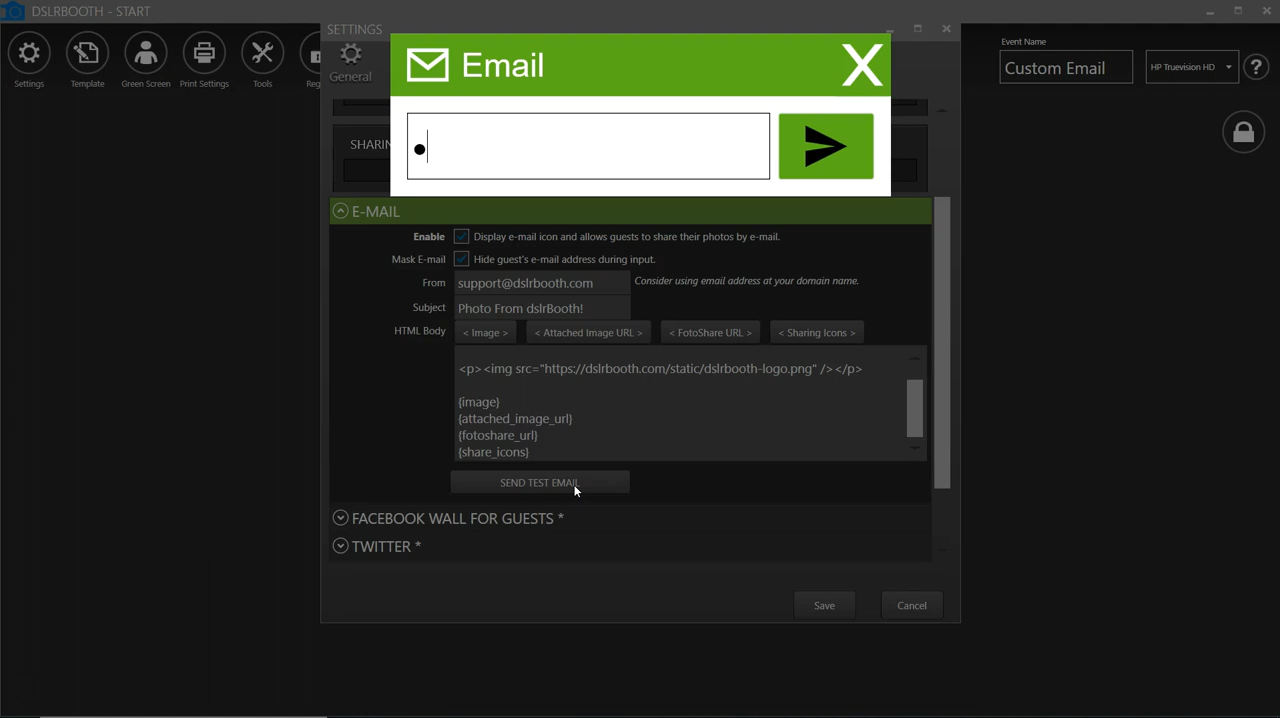 DSLRBOOTH - START
Settings
Template
Green Screen
Print Settings
Tools
Reg
Event Name
Custom Email
HP Truevision HD
?
SETTINGS
General
Email
X
SHARIN
E-MAIL
Enable Display e-mail icon and allows guests to share their photos by e-mail.
Mask E-mail Hide guest's e-mail address during input.
From support@dslrbooth.com Consider using email address at your domain name.
Subject Photo From dslrBooth!
HTML Body < Image > < Attached Image URL > < FotoShare URL > < Sharing Icons >
<p><img src="https://dslrbooth.com/static/dslrbooth-logo.png" /></p>
{image}
{attached_image_url}
{fotoshare_url}
{share_icons}
SEND TEST EMAIL
FACEBOOK WALL FOR GUESTS *
TWITTER *
Save Cancel